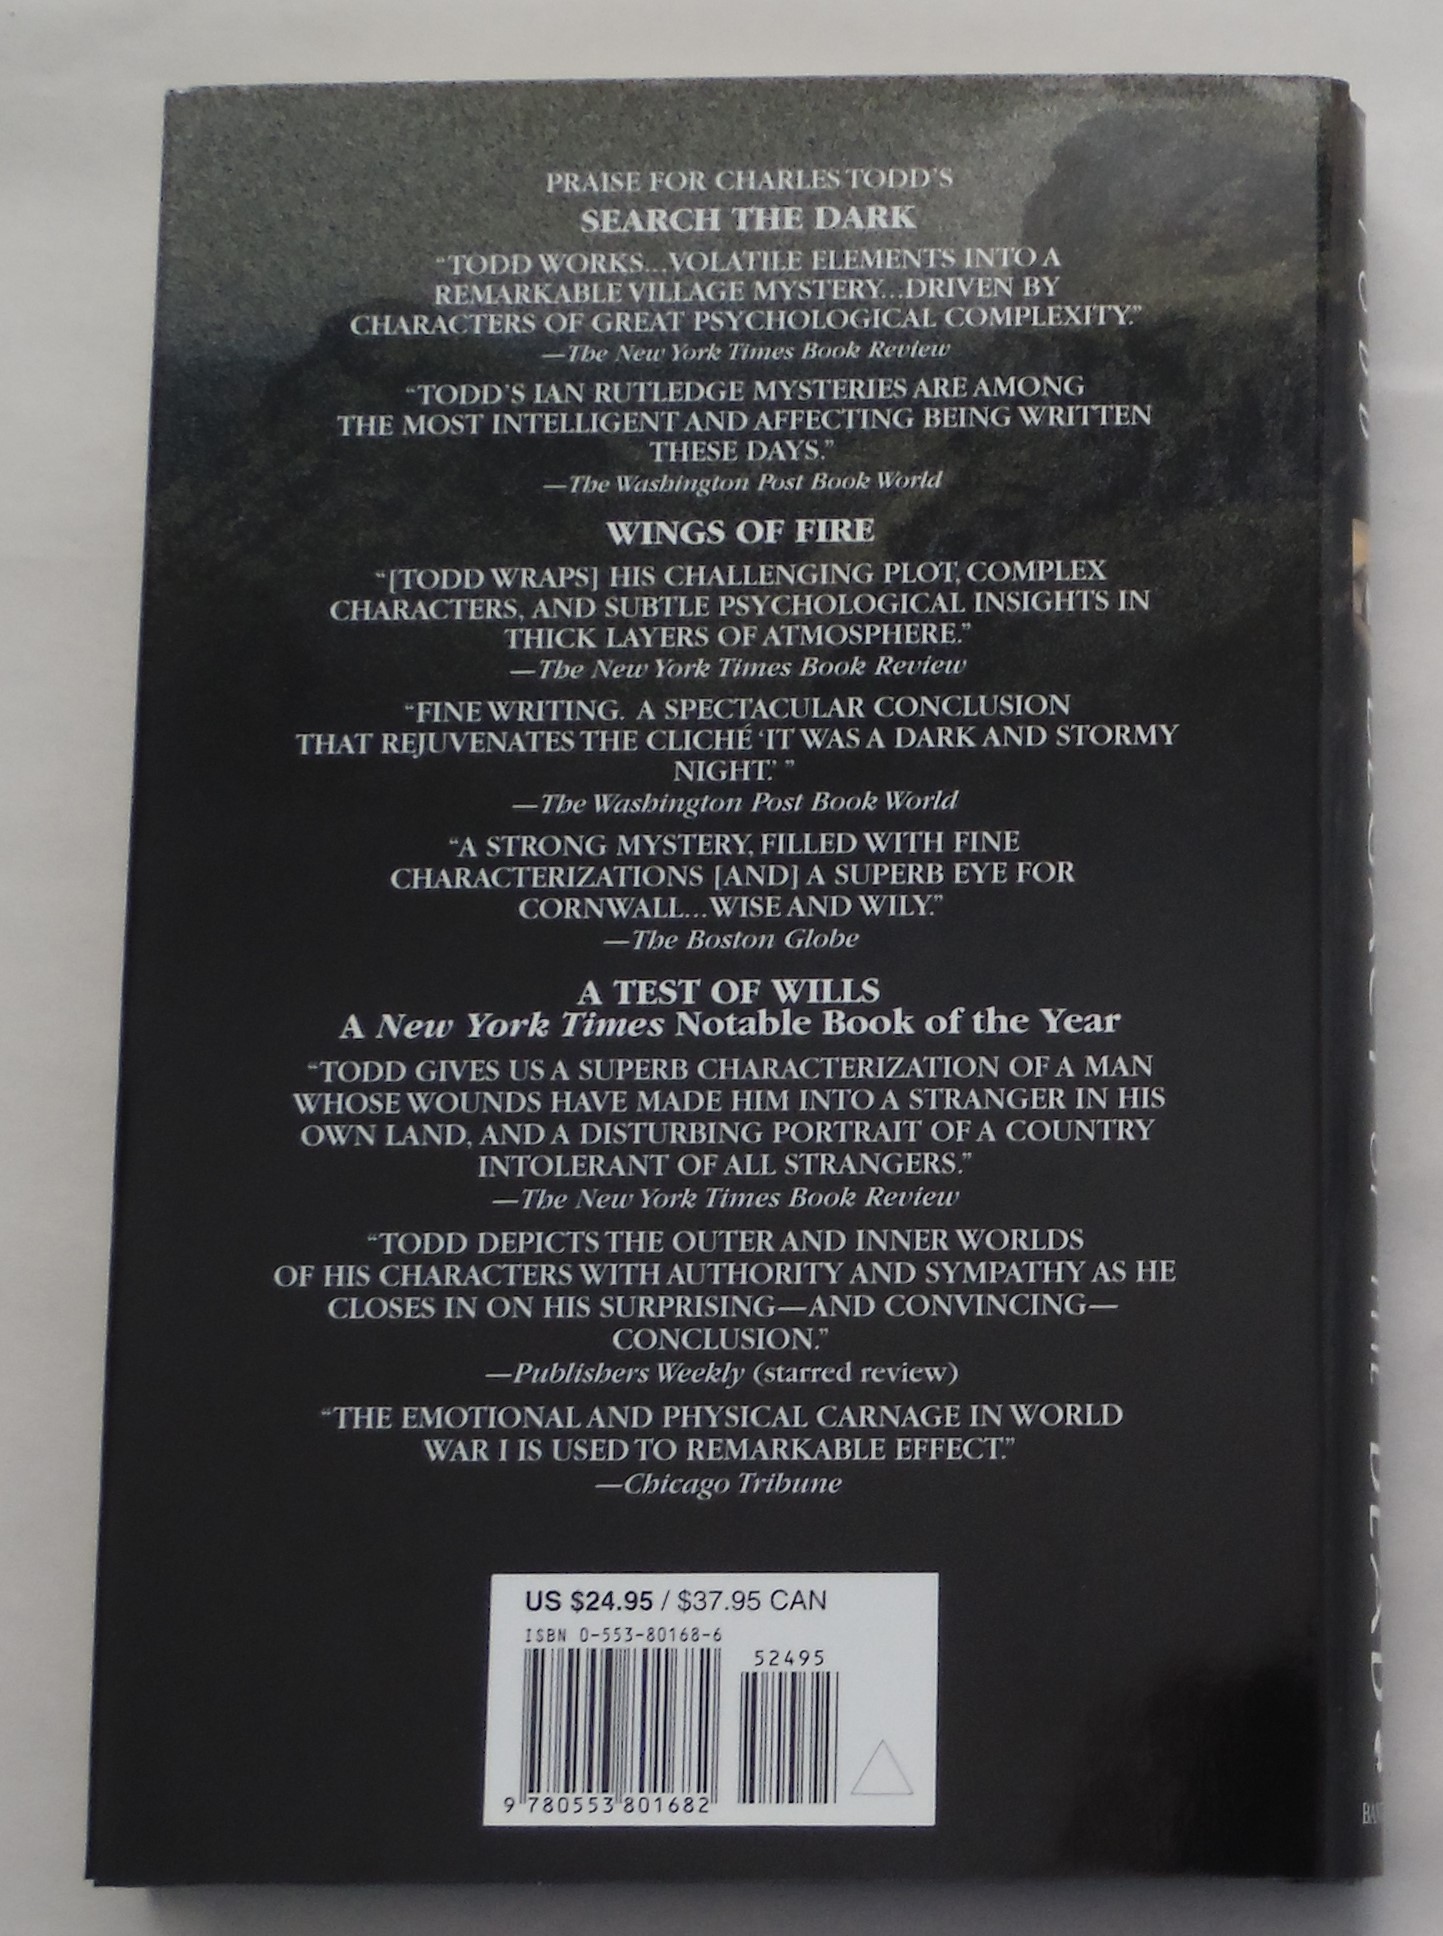 PRAISE FOR CHARLES TODD'S
SEARCH THE DARK
“TODD WORKS...VOLATILE ELEMENTS INTO A
REMARKABLE VILLAGE MYSTERY...DRIVEN BY
CHARACTERS OF GREAT PSYCHOLOGICAL COMPLEXITY.”
—The New York Times Book Review
“TODD'S IAN RUTLEDGE MYSTERIES ARE AMONG
THE MOST INTELLIGENT AND AFFECTING BEING WRITTEN
THESE DAYS.”
—The Washington Post Book World
WINGS OF FIRE
“[TODD WRAPS] HIS CHALLENGING PLOT, COMPLEX
CHARACTERS, AND SUBTLE PSYCHOLOGICAL INSIGHTS IN
THICK LAYERS OF ATMOSPHERE.”
—The New York Times Book Review
“FINE WRITING. A SPECTACULAR CONCLUSION
THAT REJUVENATES THE CLICHÉ ‘IT WAS A DARK AND STORMY
NIGHT.’ ”
—The Washington Post Book World
“A STRONG MYSTERY, FILLED WITH FINE
CHARACTERIZATIONS [AND] A SUPERB EYE FOR
CORNWALL...WISE AND WILY.”
—The Boston Globe
A TEST OF WILLS
A New York Times Notable Book of the Year
“TODD GIVES US A SUPERB CHARACTERIZATION OF A MAN
WHOSE WOUNDS HAVE MADE HIM INTO A STRANGER IN HIS
OWN LAND, AND A DISTURBING PORTRAIT OF A COUNTRY
INTOLERANT OF ALL STRANGERS.”
—The New York Times Book Review
“TODD DEPICTS THE OUTER AND INNER WORLDS
OF HIS CHARACTERS WITH AUTHORITY AND SYMPATHY AS HE
CLOSES IN ON HIS SURPRISING—AND CONVINCING—
CONCLUSION.”
—Publishers Weekly (starred review)
“THE EMOTIONAL AND PHYSICAL CARNAGE IN WORLD
WAR I IS USED TO REMARKABLE EFFECT.”
—Chicago Tribune
US $24.95 / $37.95 CAN
ISBN 0-553-80168-6
52495
9 780553 801682